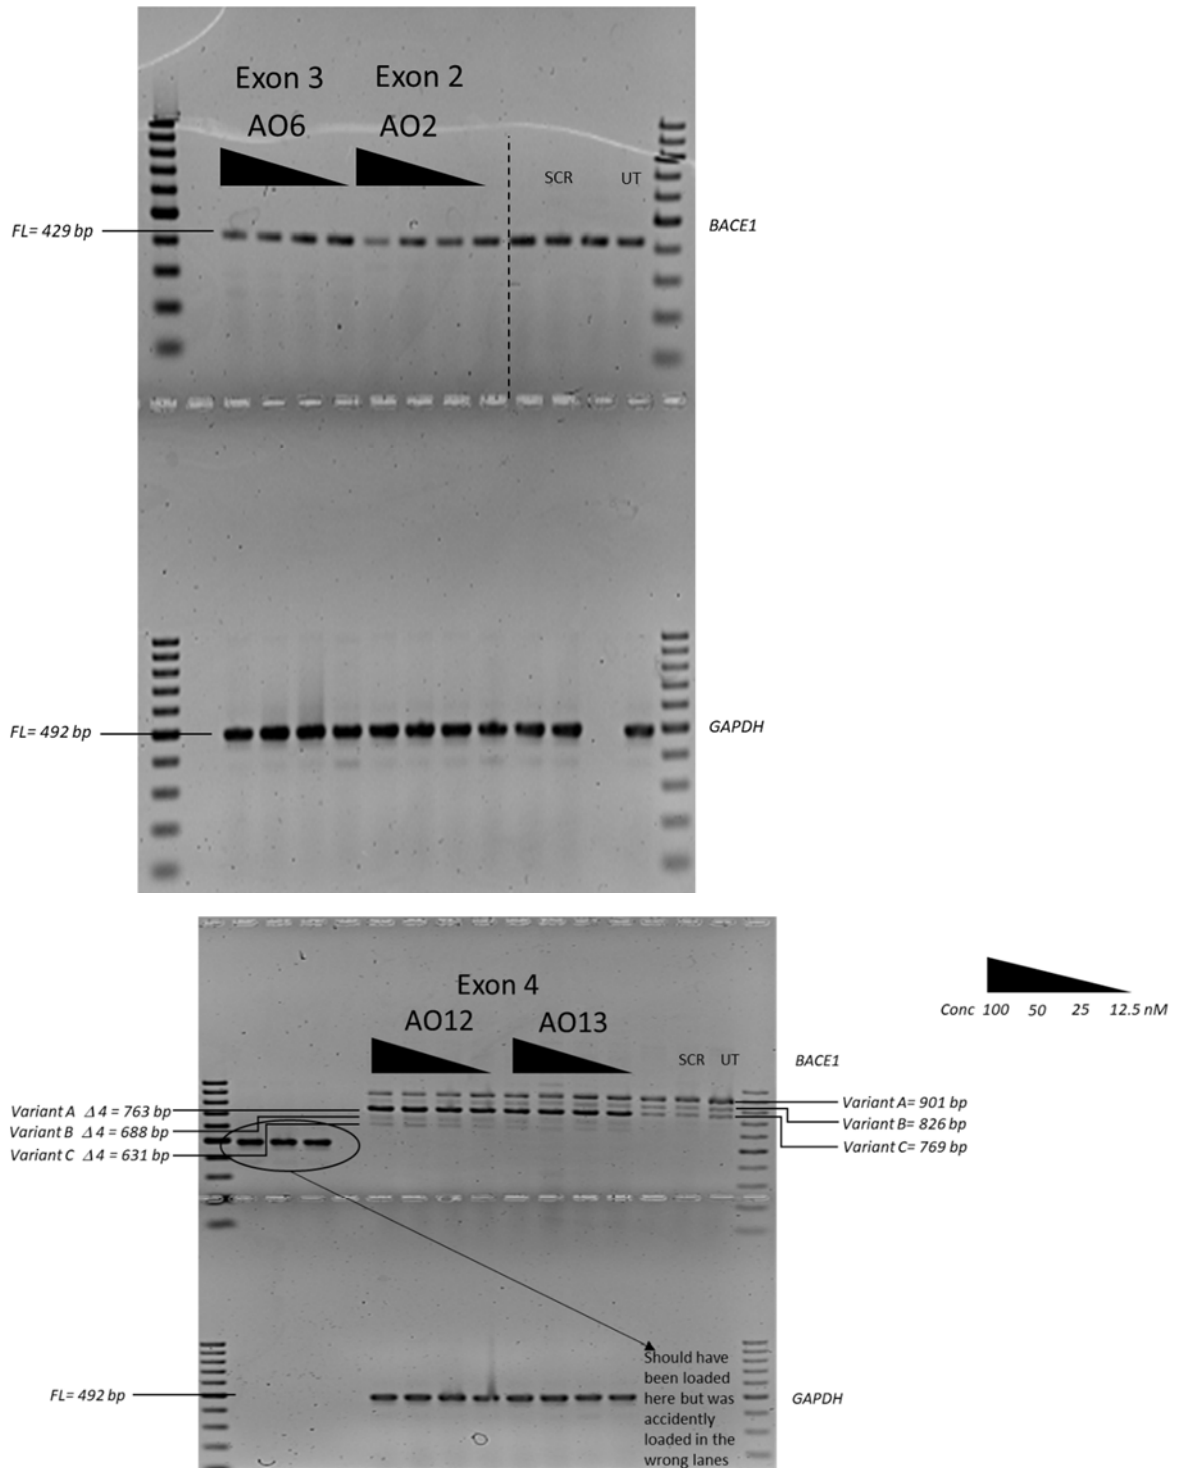 Exon 3 Exon 2
AO6 AO2
SCR UT
FL= 429 bp
BACE1
FL= 492 bp
GAPDH
Exon 4
AO12 AO13
SCR UT
BACE1
Conc 100 50 25 12.5 nM
Variant A Δ4 = 763 bp
Variant B Δ4 = 688 bp
Variant C Δ4 = 631 bp
Variant A= 901 bp
Variant B= 826 bp
Variant C= 769 bp
Should have
been loaded
here but was
accidently
loaded in the
wrong lanes
FL= 492 bp
GAPDH